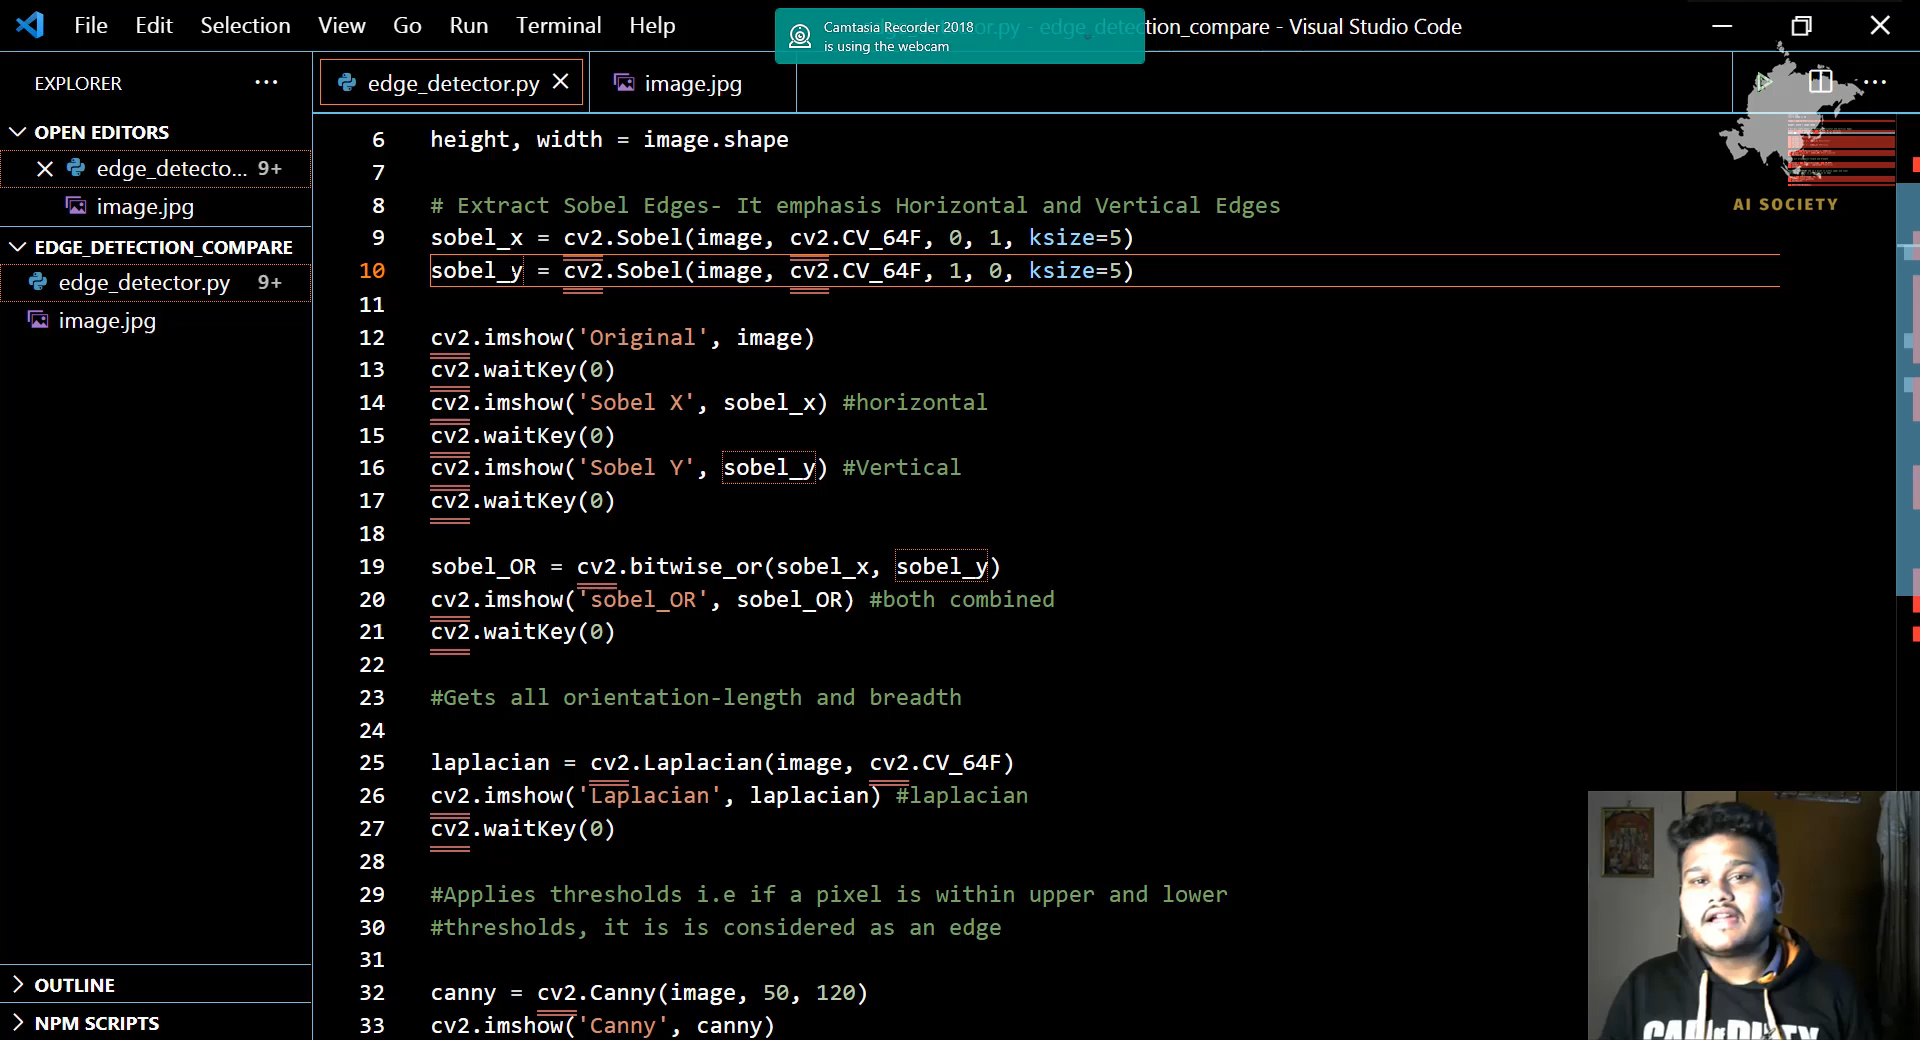 File Edit Selection View Go Run Terminal Help
edge_detection_compare - Visual Studio Code
Camtasia Recorder 2018
is using the webcam
EXPLORER
edge_detector.py
image.jpg
OPEN EDITORS
edge_detecto... 9+
image.jpg
EDGE_DETECTION_COMPARE
edge_detector.py 9+
image.jpg
OUTLINE
NPM SCRIPTS
6 height, width = image.shape
7
8 # Extract Sobel Edges- It emphasis Horizontal and Vertical Edges
9 sobel_x = cv2.Sobel(image, cv2.CV_64F, 0, 1, ksize=5)
10 sobel_y = cv2.Sobel(image, cv2.CV_64F, 1, 0, ksize=5)
11
12 cv2.imshow('Original', image)
13 cv2.waitKey(0)
14 cv2.imshow('Sobel X', sobel_x) #horizontal
15 cv2.waitKey(0)
16 cv2.imshow('Sobel Y', sobel_y) #Vertical
17 cv2.waitKey(0)
18
19 sobel_OR = cv2.bitwise_or(sobel_x, sobel_y)
20 cv2.imshow('sobel_OR', sobel_OR) #both combined
21 cv2.waitKey(0)
22
23 #Gets all orientation-length and breadth
24
25 laplacian = cv2.Laplacian(image, cv2.CV_64F)
26 cv2.imshow('Laplacian', laplacian) #laplacian
27 cv2.waitKey(0)
28
29 #Applies thresholds i.e if a pixel is within upper and lower
30 #thresholds, it is is considered as an edge
31
32 canny = cv2.Canny(image, 50, 120)
33 cv2.imshow('Canny', canny)
AI SOCIETY
CALL OF DUTY